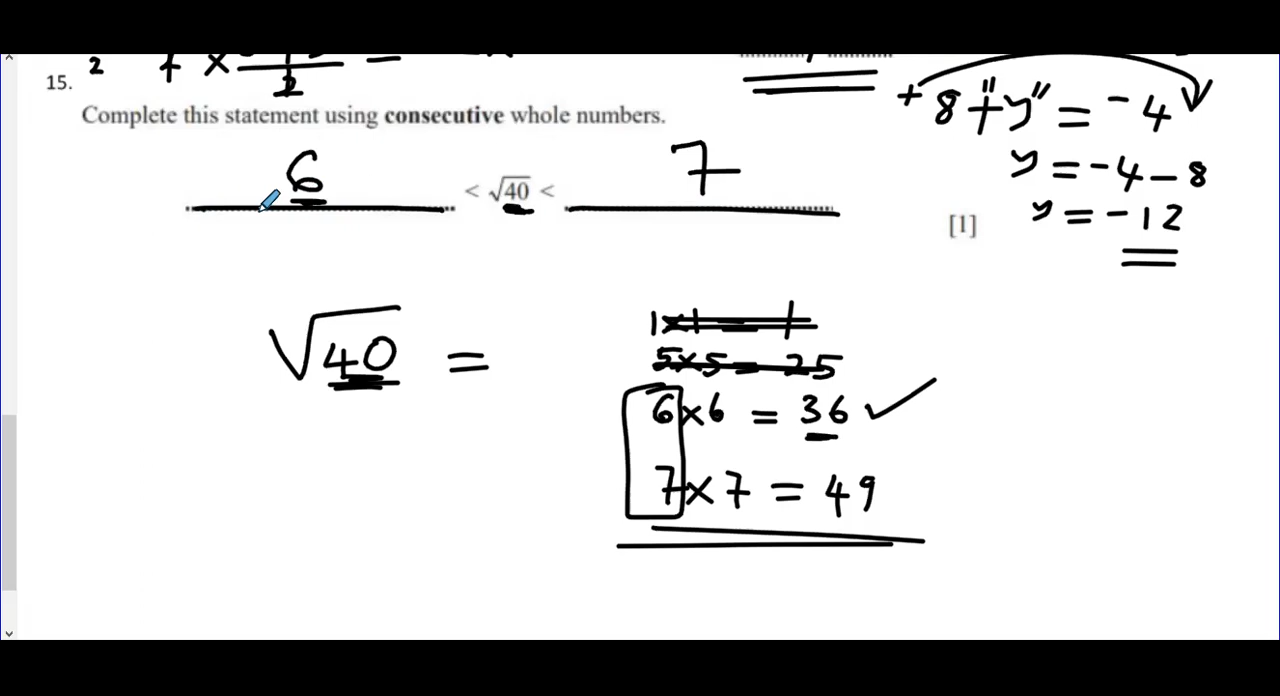 15.
Complete this statement using consecutive whole numbers.
6 < √40 < 7
[1]
+8 + "y" = -4
y = -4 - 8
y = -12
√40 =
1×1 = 1
5×5 = 25
6×6 = 36 ✓
7×7 = 49